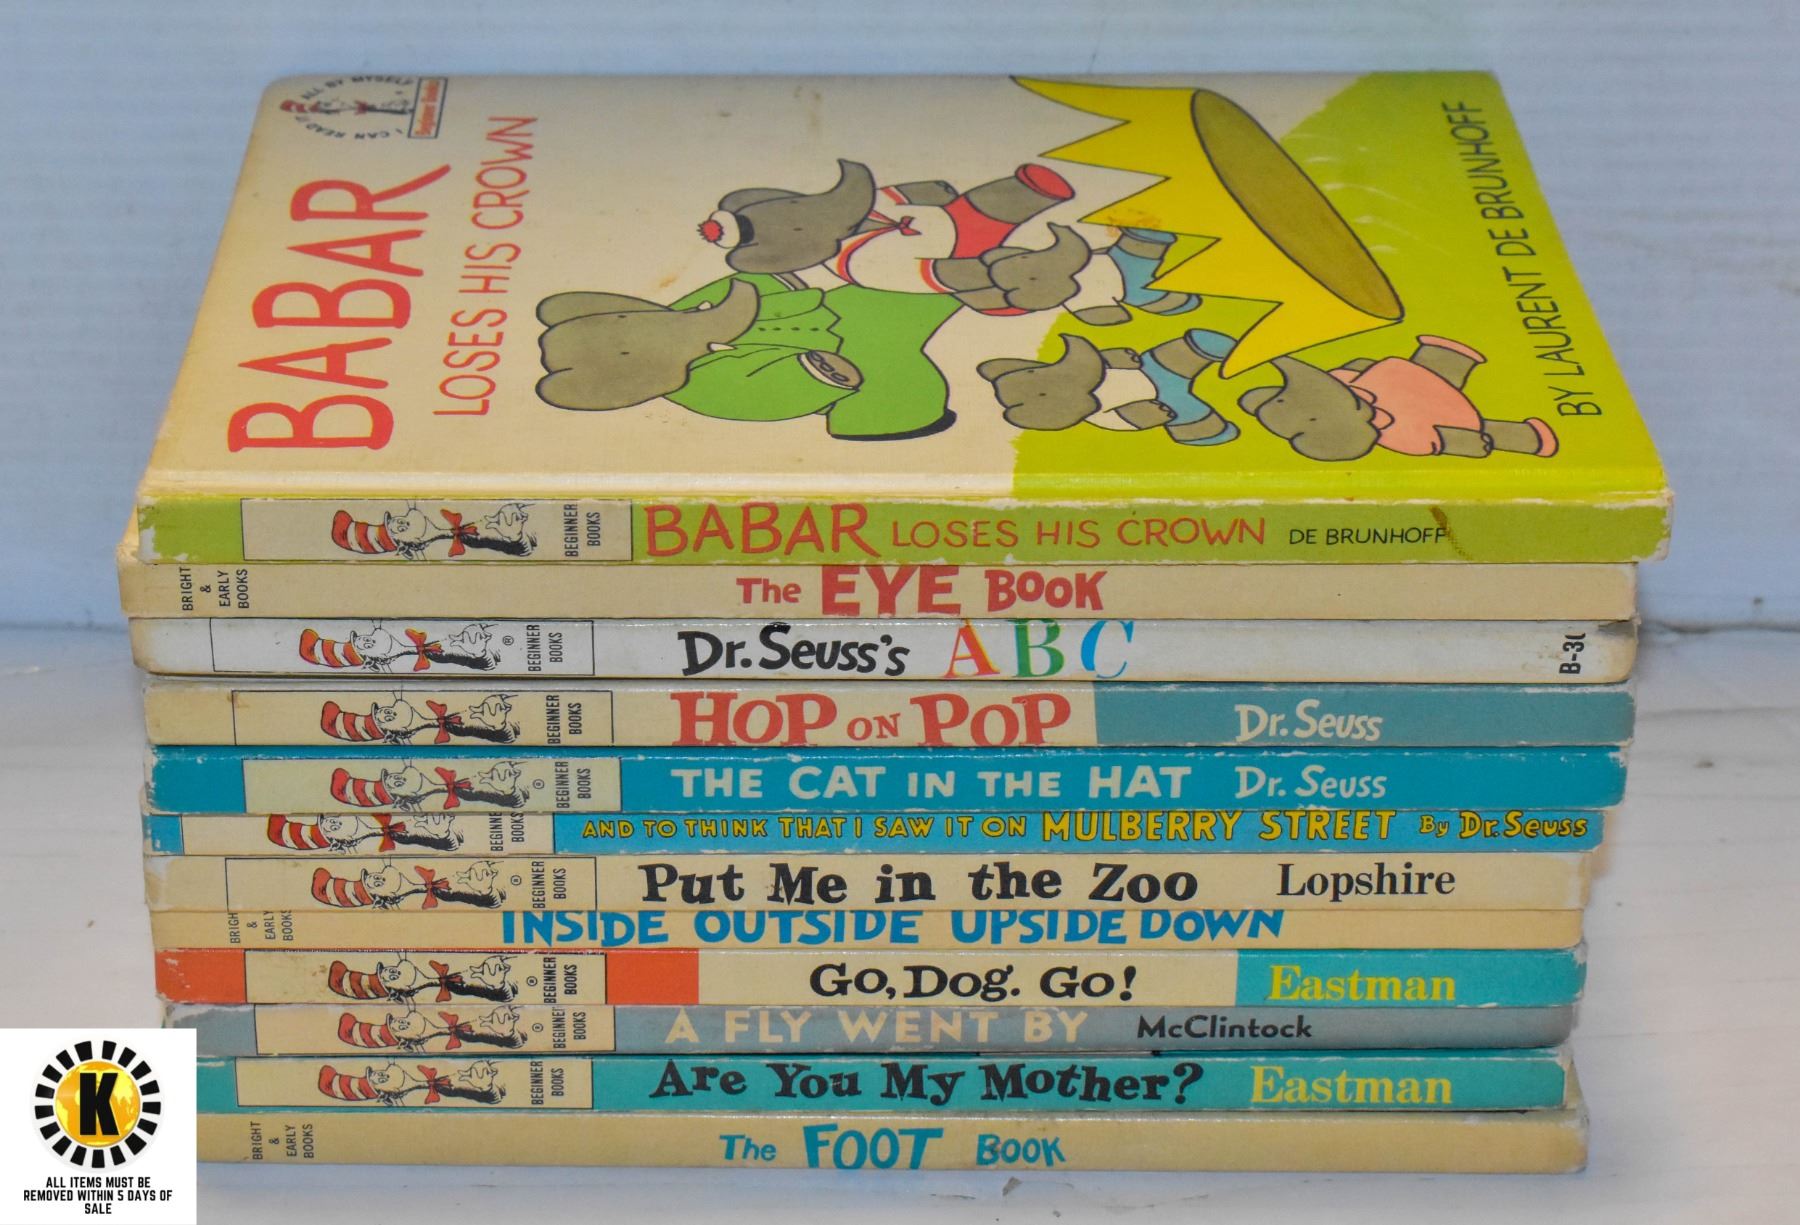 I CAN READ IT ALL BY MYSELF
Beginner Books
BABAR
LOSES HIS CROWN
BY LAURENT DE BRUNHOFF
BEGINNER BOOKS BABAR LOSES HIS CROWN DE BRUNHOFF
BRIGHT & EARLY BOOKS The EYE BOOK
BEGINNER BOOKS Dr. Seuss's ABC B-30
BEGINNER BOOKS HOP ON POP Dr. Seuss
BEGINNER BOOKS THE CAT IN THE HAT Dr. Seuss
BEGINNE BOOKS AND TO THINK THAT I SAW IT ON MULBERRY STREET By Dr. Seuss
BEGINNER BOOKS Put Me in the Zoo Lopshire
BRIGH & EARLY BOOKS INSIDE OUTSIDE UPSIDE DOWN
BEGINNER BOOKS Go, Dog. Go! Eastman
BEGINNER BOOKS A FLY WENT BY McClintock
BEGINNER BOOKS Are You My Mother? Eastman
BRIGHT & EARLY BOOKS The FOOT BOOK
K
ALL ITEMS MUST BE
REMOVED WITHIN 5 DAYS OF
SALE